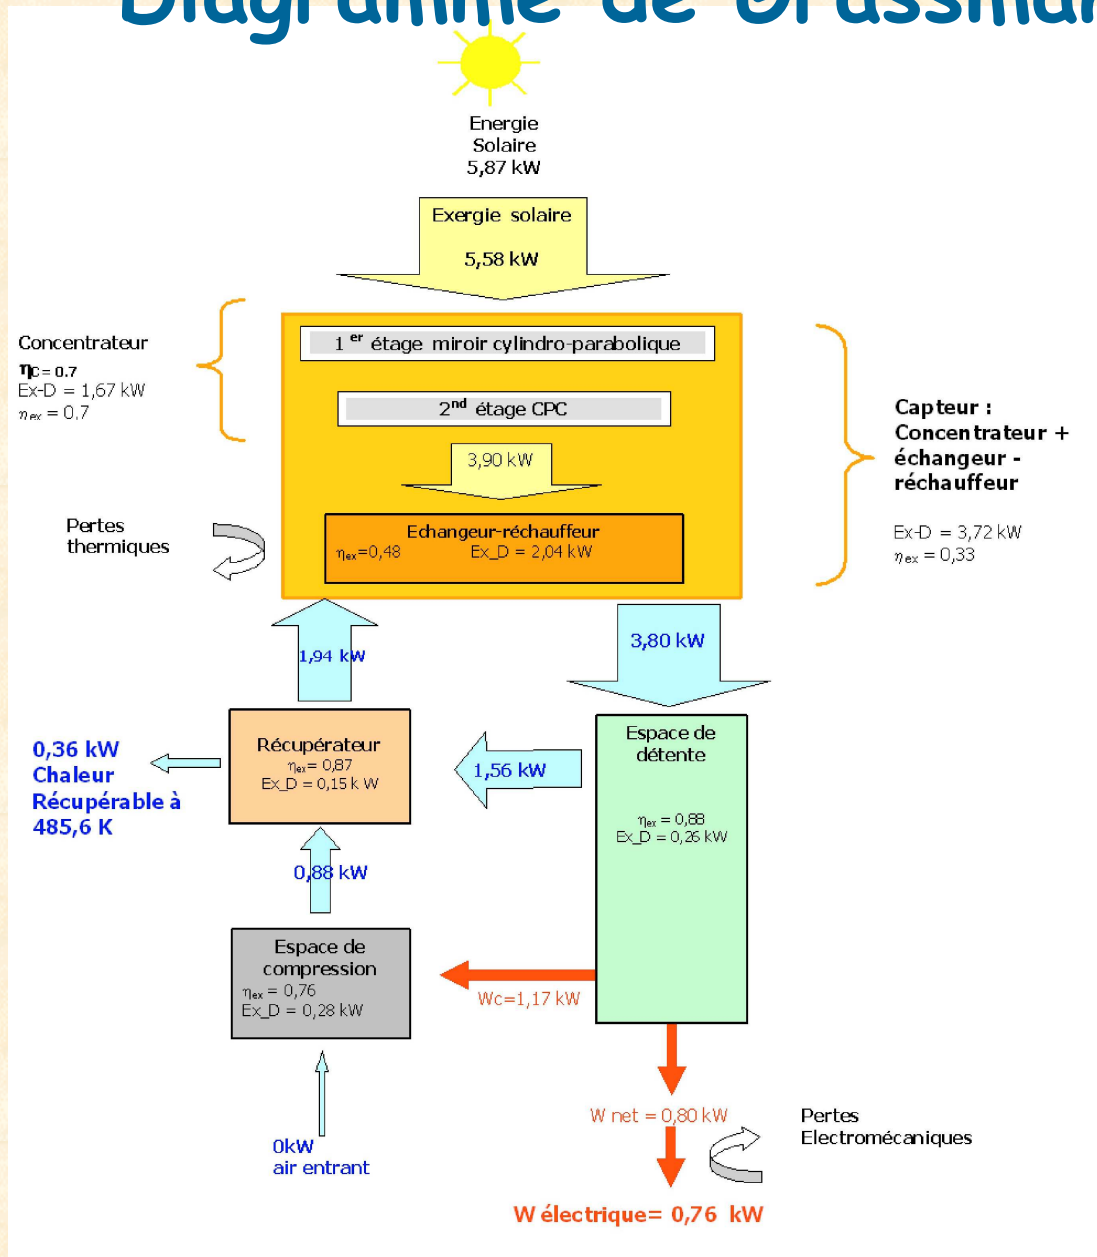 Diagramme de Grassmar
Energie
Solaire
5,87 kW
Exergie solaire
5,58 kW
1 er étage miroir cylindro-parabolique
2nd étage CPC
3,90 kW
Echangeur-réchauffeur
ηex=0,48 Ex_D = 2,04 kW
Concentrateur
ηC= 0.7
Ex-D = 1,67 kW
ηex = 0.7
Capteur :
Concentrateur +
échangeur -
réchauffeur
Ex-D = 3,72 kW
ηex = 0,33
Pertes
thermiques
1,94 kW
3,80 kW
Récupérateur
ηex= 0,87
Ex_D = 0,15 k W
0,36 kW
Chaleur
Récupérable à
485,6 K
1,56 kW
Espace de
détente
ηex = 0,88
Ex_D = 0,26 kW
0,88 kW
Espace de
compression
ηex = 0,76
Ex_D = 0,28 kW
Wc=1,17 kW
0kW
air entrant
W net = 0,80 kW
Pertes
Electromécaniques
W électrique= 0,76 kW